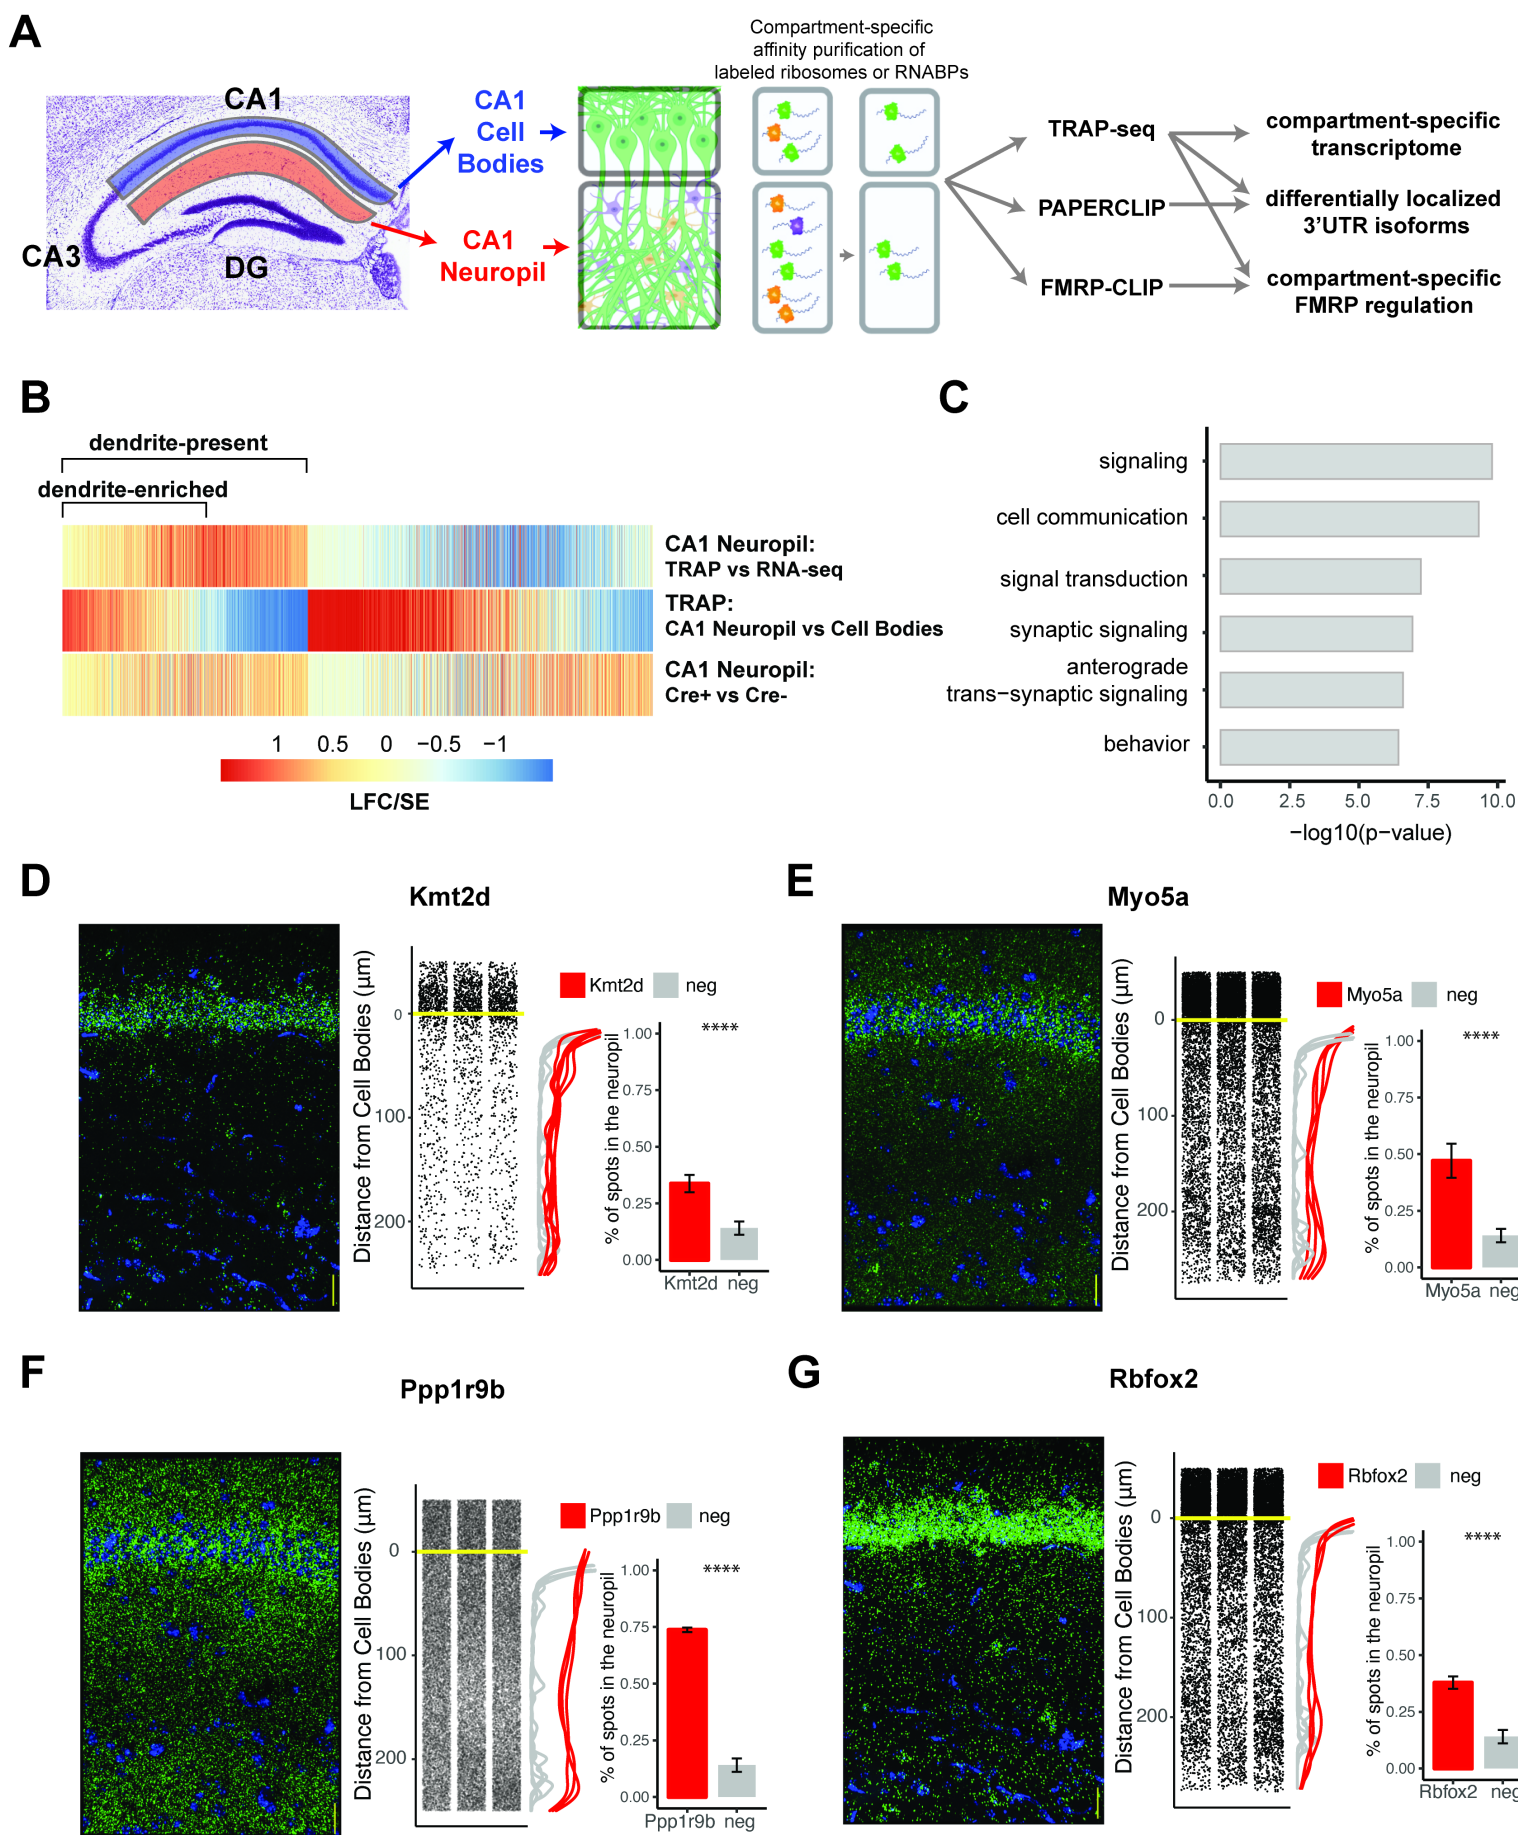 A
Compartment-specific
affinity purification of
labeled ribosomes or RNABPs
CA1
CA3
DG
CA1
Cell
Bodies
CA1
Neuropil
TRAP-seq
PAPERCLIP
FMRP-CLIP
compartment-specific
transcriptome
differentially localized
3'UTR isoforms
compartment-specific
FMRP regulation
B
dendrite-present
dendrite-enriched
CA1 Neuropil:
TRAP vs RNA-seq
TRAP:
CA1 Neuropil vs Cell Bodies
CA1 Neuropil:
Cre+ vs Cre-
1 0.5 0 −0.5 −1
LFC/SE
C
signaling
cell communication
signal transduction
synaptic signaling
anterograde
trans−synaptic signaling
behavior
0.0 2.5 5.0 7.5 10.0
−log10(p−value)
D
Kmt2d
Distance from Cell Bodies (µm)
0
100
200
Kmt2d neg
% of spots in the neuropil
1.00
0.75
0.50
0.25
0.00
****
Kmt2d neg
E
Myo5a
Distance from Cell Bodies (µm)
0
100
200
Myo5a neg
% of spots in the neuropil
1.00
0.75
0.50
0.25
0.00
****
Myo5a neg
F
Ppp1r9b
Distance from Cell Bodies (µm)
0
100
200
Ppp1r9b neg
% of spots in the neuropil
1.00
0.75
0.50
0.25
0.00
****
Ppp1r9b neg
G
Rbfox2
Distance from Cell Bodies (µm)
0
100
200
Rbfox2 neg
% of spots in the neuropil
1.00
0.75
0.50
0.25
0.00
****
Rbfox2 neg